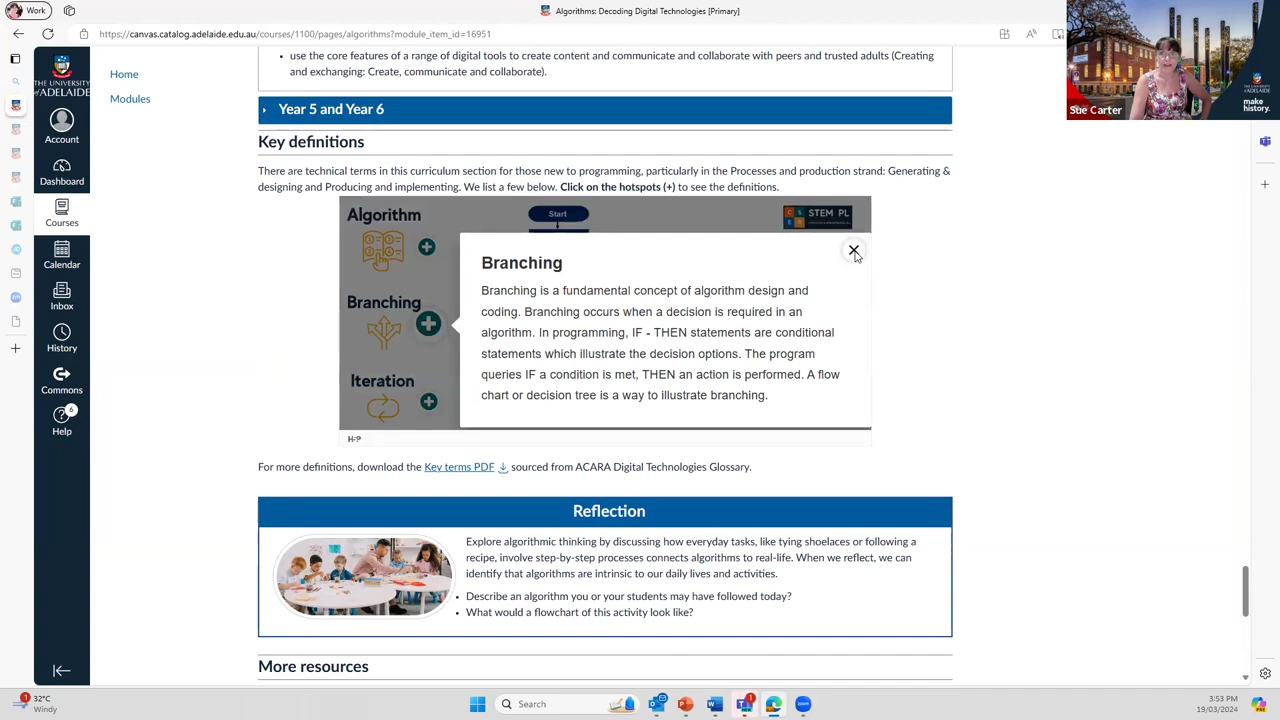 Work
Algorithms: Decoding Digital Technologies [Primary]
https://canvas.catalog.adelaide.edu.au/courses/1100/pages/algorithms?module_item_id=16951
THE UNIVERSITY
of ADELAIDE
Account
Dashboard
Courses
Calendar
Inbox
History
Commons
6
Help
Home
Modules
• use the core features of a range of digital tools to create content and communicate and collaborate with peers and trusted adults (Creating
and exchanging: Create, communicate and collaborate).
Year 5 and Year 6
Key definitions
There are technical terms in this curriculum section for those new to programming, particularly in the Processes and production strand: Generating &
designing and Producing and implementing. We list a few below. Click on the hotspots (+) to see the definitions.
Algorithm
Start
CSER
STEM PL
Branching
Iteration
Branching
Branching is a fundamental concept of algorithm design and
coding. Branching occurs when a decision is required in an
algorithm. In programming, IF - THEN statements are conditional
statements which illustrate the decision options. The program
queries IF a condition is met, THEN an action is performed. A flow
chart or decision tree is a way to illustrate branching.
H5P
For more definitions, download the Key terms PDF sourced from ACARA Digital Technologies Glossary.
Reflection
Explore algorithmic thinking by discussing how everyday tasks, like tying shoelaces or following a
recipe, involve step-by-step processes connects algorithms to real-life. When we reflect, we can
identify that algorithms are intrinsic to our daily lives and activities.
• Describe an algorithm you or your students may have followed today?
• What would a flowchart of this activity look like?
More resources
Sue Carter
make
history.
1
32°C
Windy
Search
1
zoom
3:53 PM
19/03/2024